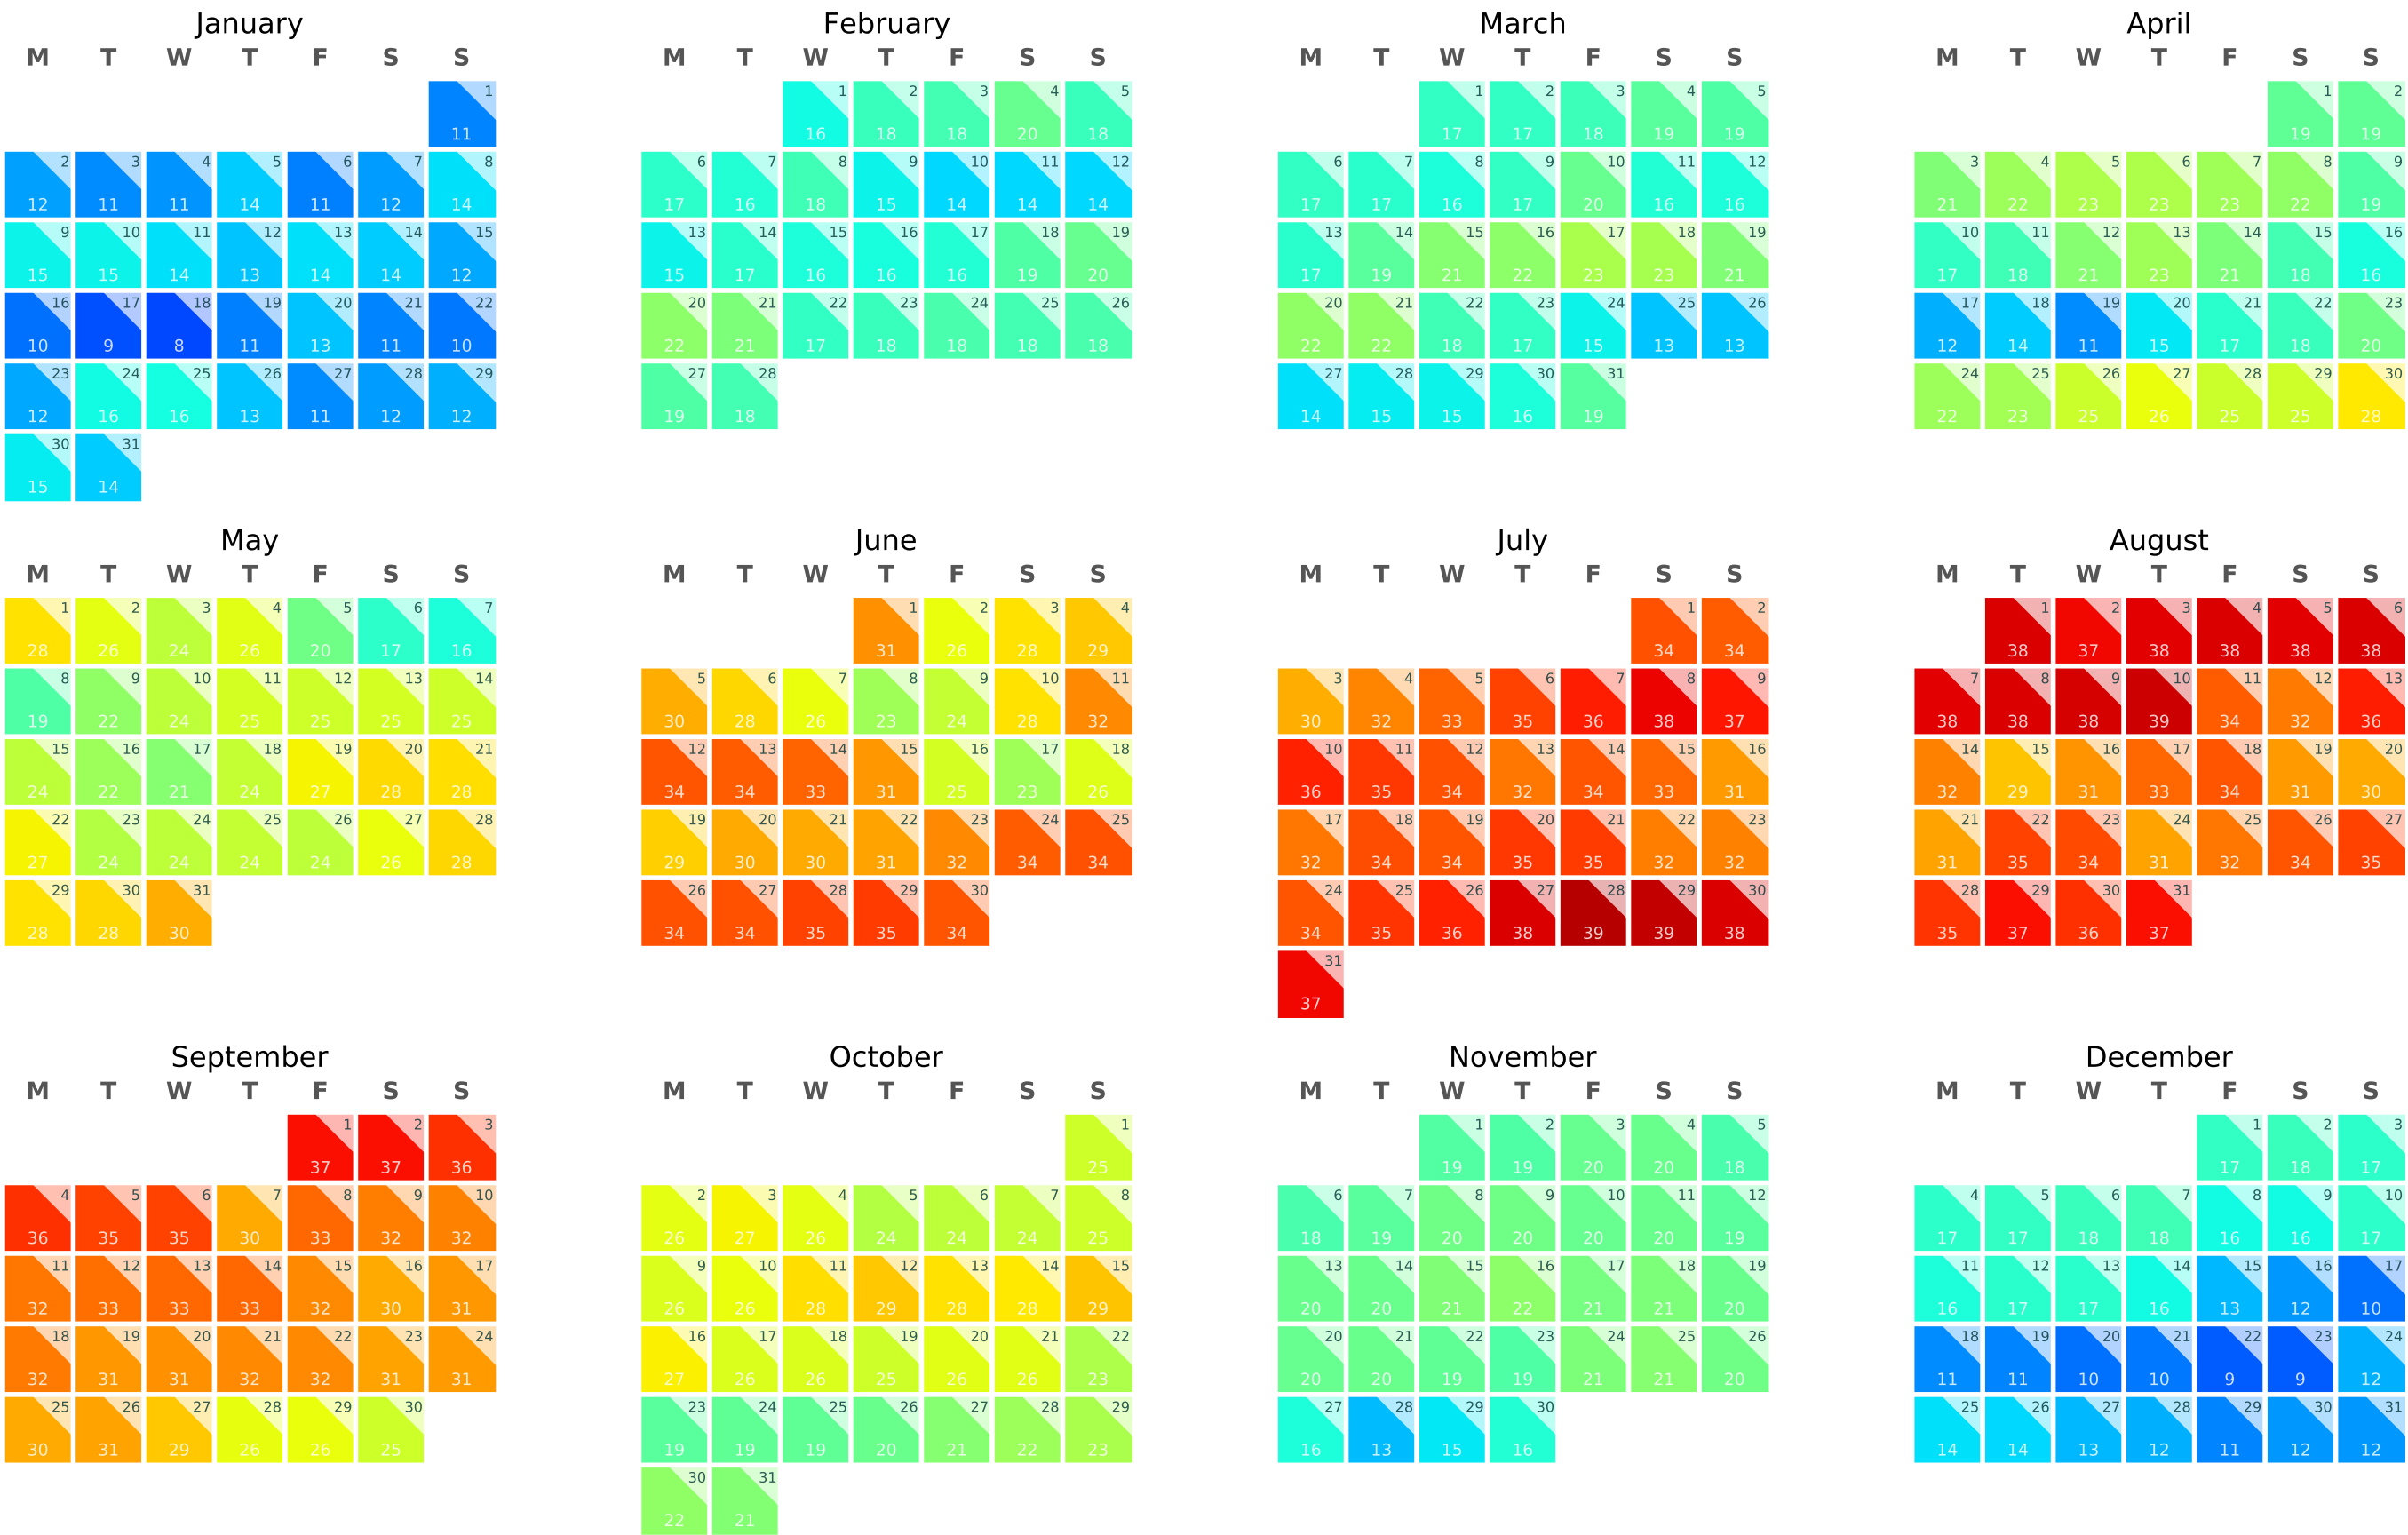 January February March April
M T W T F S S M T W T F S S M T W T F S S M T W T F S S
1 1 2 3 4 5 1 2 3 4 5 1 2
11 16 18 18 20 18 17 17 18 19 19 19 19
2 3 4 5 6 7 8 6 7 8 9 10 11 12 6 7 8 9 10 11 12 3 4 5 6 7 8 9
12 11 11 14 11 12 14 17 16 18 15 14 14 14 17 17 16 17 20 16 16 21 22 23 23 23 22 19
9 10 11 12 13 14 15 13 14 15 16 17 18 19 13 14 15 16 17 18 19 10 11 12 13 14 15 16
15 15 14 13 14 14 12 15 17 16 16 16 19 20 17 19 21 22 23 23 21 17 18 21 23 21 18 16
16 17 18 19 20 21 22 20 21 22 23 24 25 26 20 21 22 23 24 25 26 17 18 19 20 21 22 23
10 9 8 11 13 11 10 22 21 17 18 18 18 18 22 22 18 17 15 13 13 12 14 11 15 17 18 20
23 24 25 26 27 28 29 27 28 27 28 29 30 31 24 25 26 27 28 29 30
12 16 16 13 11 12 12 19 18 14 15 15 16 19 22 23 25 26 25 25 28
30 31
15 14
May June July August
M T W T F S S M T W T F S S M T W T F S S M T W T F S S
1 2 3 4 5 6 7 1 2 3 4 1 2 1 2 3 4 5 6
28 26 24 26 20 17 16 31 26 28 29 34 34 38 37 38 38 38 38
8 9 10 11 12 13 14 5 6 7 8 9 10 11 3 4 5 6 7 8 9 7 8 9 10 11 12 13
19 22 24 25 25 25 25 30 28 26 23 24 28 32 30 32 33 35 36 38 37 38 38 38 39 34 32 36
15 16 17 18 19 20 21 12 13 14 15 16 17 18 10 11 12 13 14 15 16 14 15 16 17 18 19 20
24 22 21 24 27 28 28 34 34 33 31 25 23 26 36 35 34 32 34 33 31 32 29 31 33 34 31 30
22 23 24 25 26 27 28 19 20 21 22 23 24 25 17 18 19 20 21 22 23 21 22 23 24 25 26 27
27 24 24 24 24 26 28 29 30 30 31 32 34 34 32 34 34 35 35 32 32 31 35 34 31 32 34 35
29 30 31 26 27 28 29 30 24 25 26 27 28 29 30 28 29 30 31
28 28 30 34 34 35 35 34 34 35 36 38 39 39 38 35 37 36 37
31
37
September October November December
M T W T F S S M T W T F S S M T W T F S S M T W T F S S
1 2 3 1 1 2 3 4 5 1 2 3
37 37 36 25 19 19 20 20 18 17 18 17
4 5 6 7 8 9 10 2 3 4 5 6 7 8 6 7 8 9 10 11 12 4 5 6 7 8 9 10
36 35 35 30 33 32 32 26 27 26 24 24 24 25 18 19 20 20 20 20 19 17 17 18 18 16 16 17
11 12 13 14 15 16 17 9 10 11 12 13 14 15 13 14 15 16 17 18 19 11 12 13 14 15 16 17
32 33 33 33 32 30 31 26 26 28 29 28 28 29 20 20 21 22 21 21 20 16 17 17 16 13 12 10
18 19 20 21 22 23 24 16 17 18 19 20 21 22 20 21 22 23 24 25 26 18 19 20 21 22 23 24
32 31 31 32 32 31 31 27 26 26 25 26 26 23 20 20 19 19 21 21 20 11 11 10 10 9 9 12
25 26 27 28 29 30 23 24 25 26 27 28 29 27 28 29 30 25 26 27 28 29 30 31
30 31 29 26 26 25 19 19 19 20 21 22 23 16 13 15 16 14 14 13 12 11 12 12
30 31
22 21